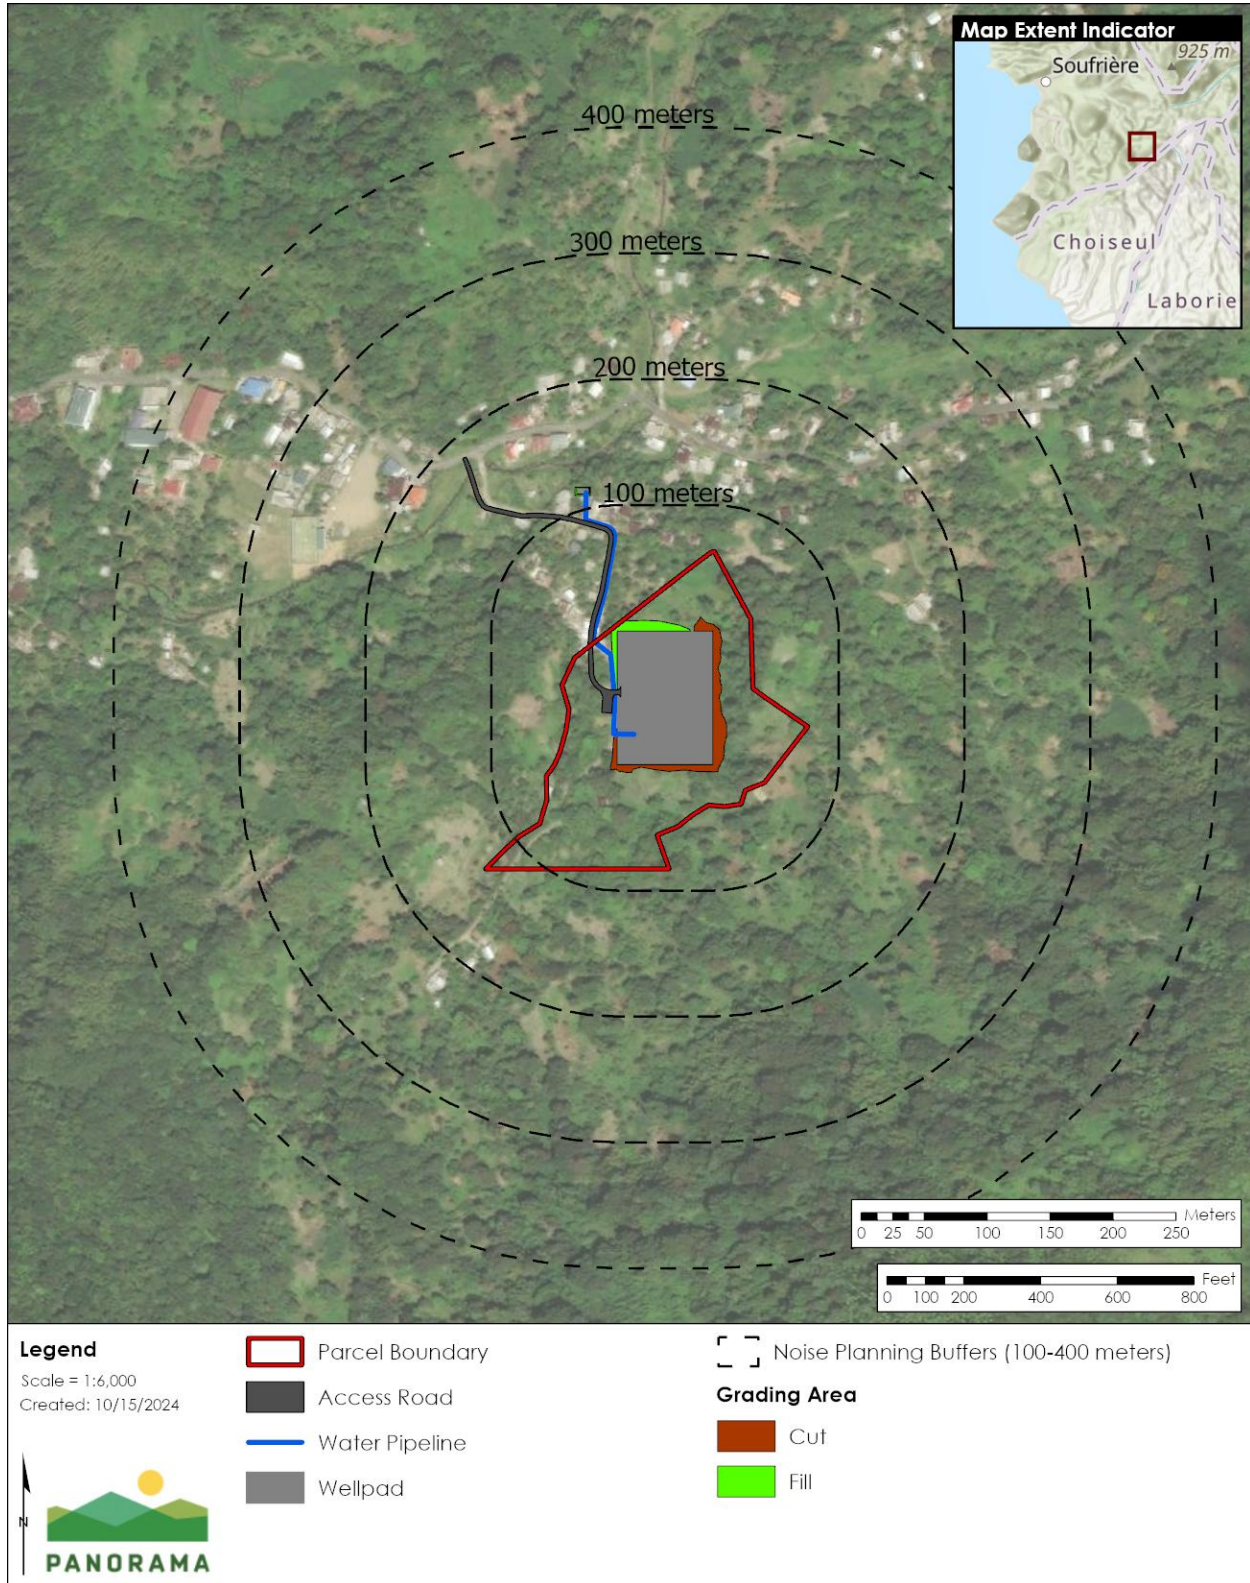 Map Extent Indicator
925 m
Soufrière
Choiseul
Laborie
400 meters
300 meters
200 meters
100 meters
Meters
0 25 50 100 150 200 250
Feet
0 100 200 400 600 800
Legend
Scale = 1:6,000
Created: 10/15/2024
N
PANORAMA
Parcel Boundary
Access Road
Water Pipeline
Wellpad
Noise Planning Buffers (100-400 meters)
Grading Area
Cut
Fill